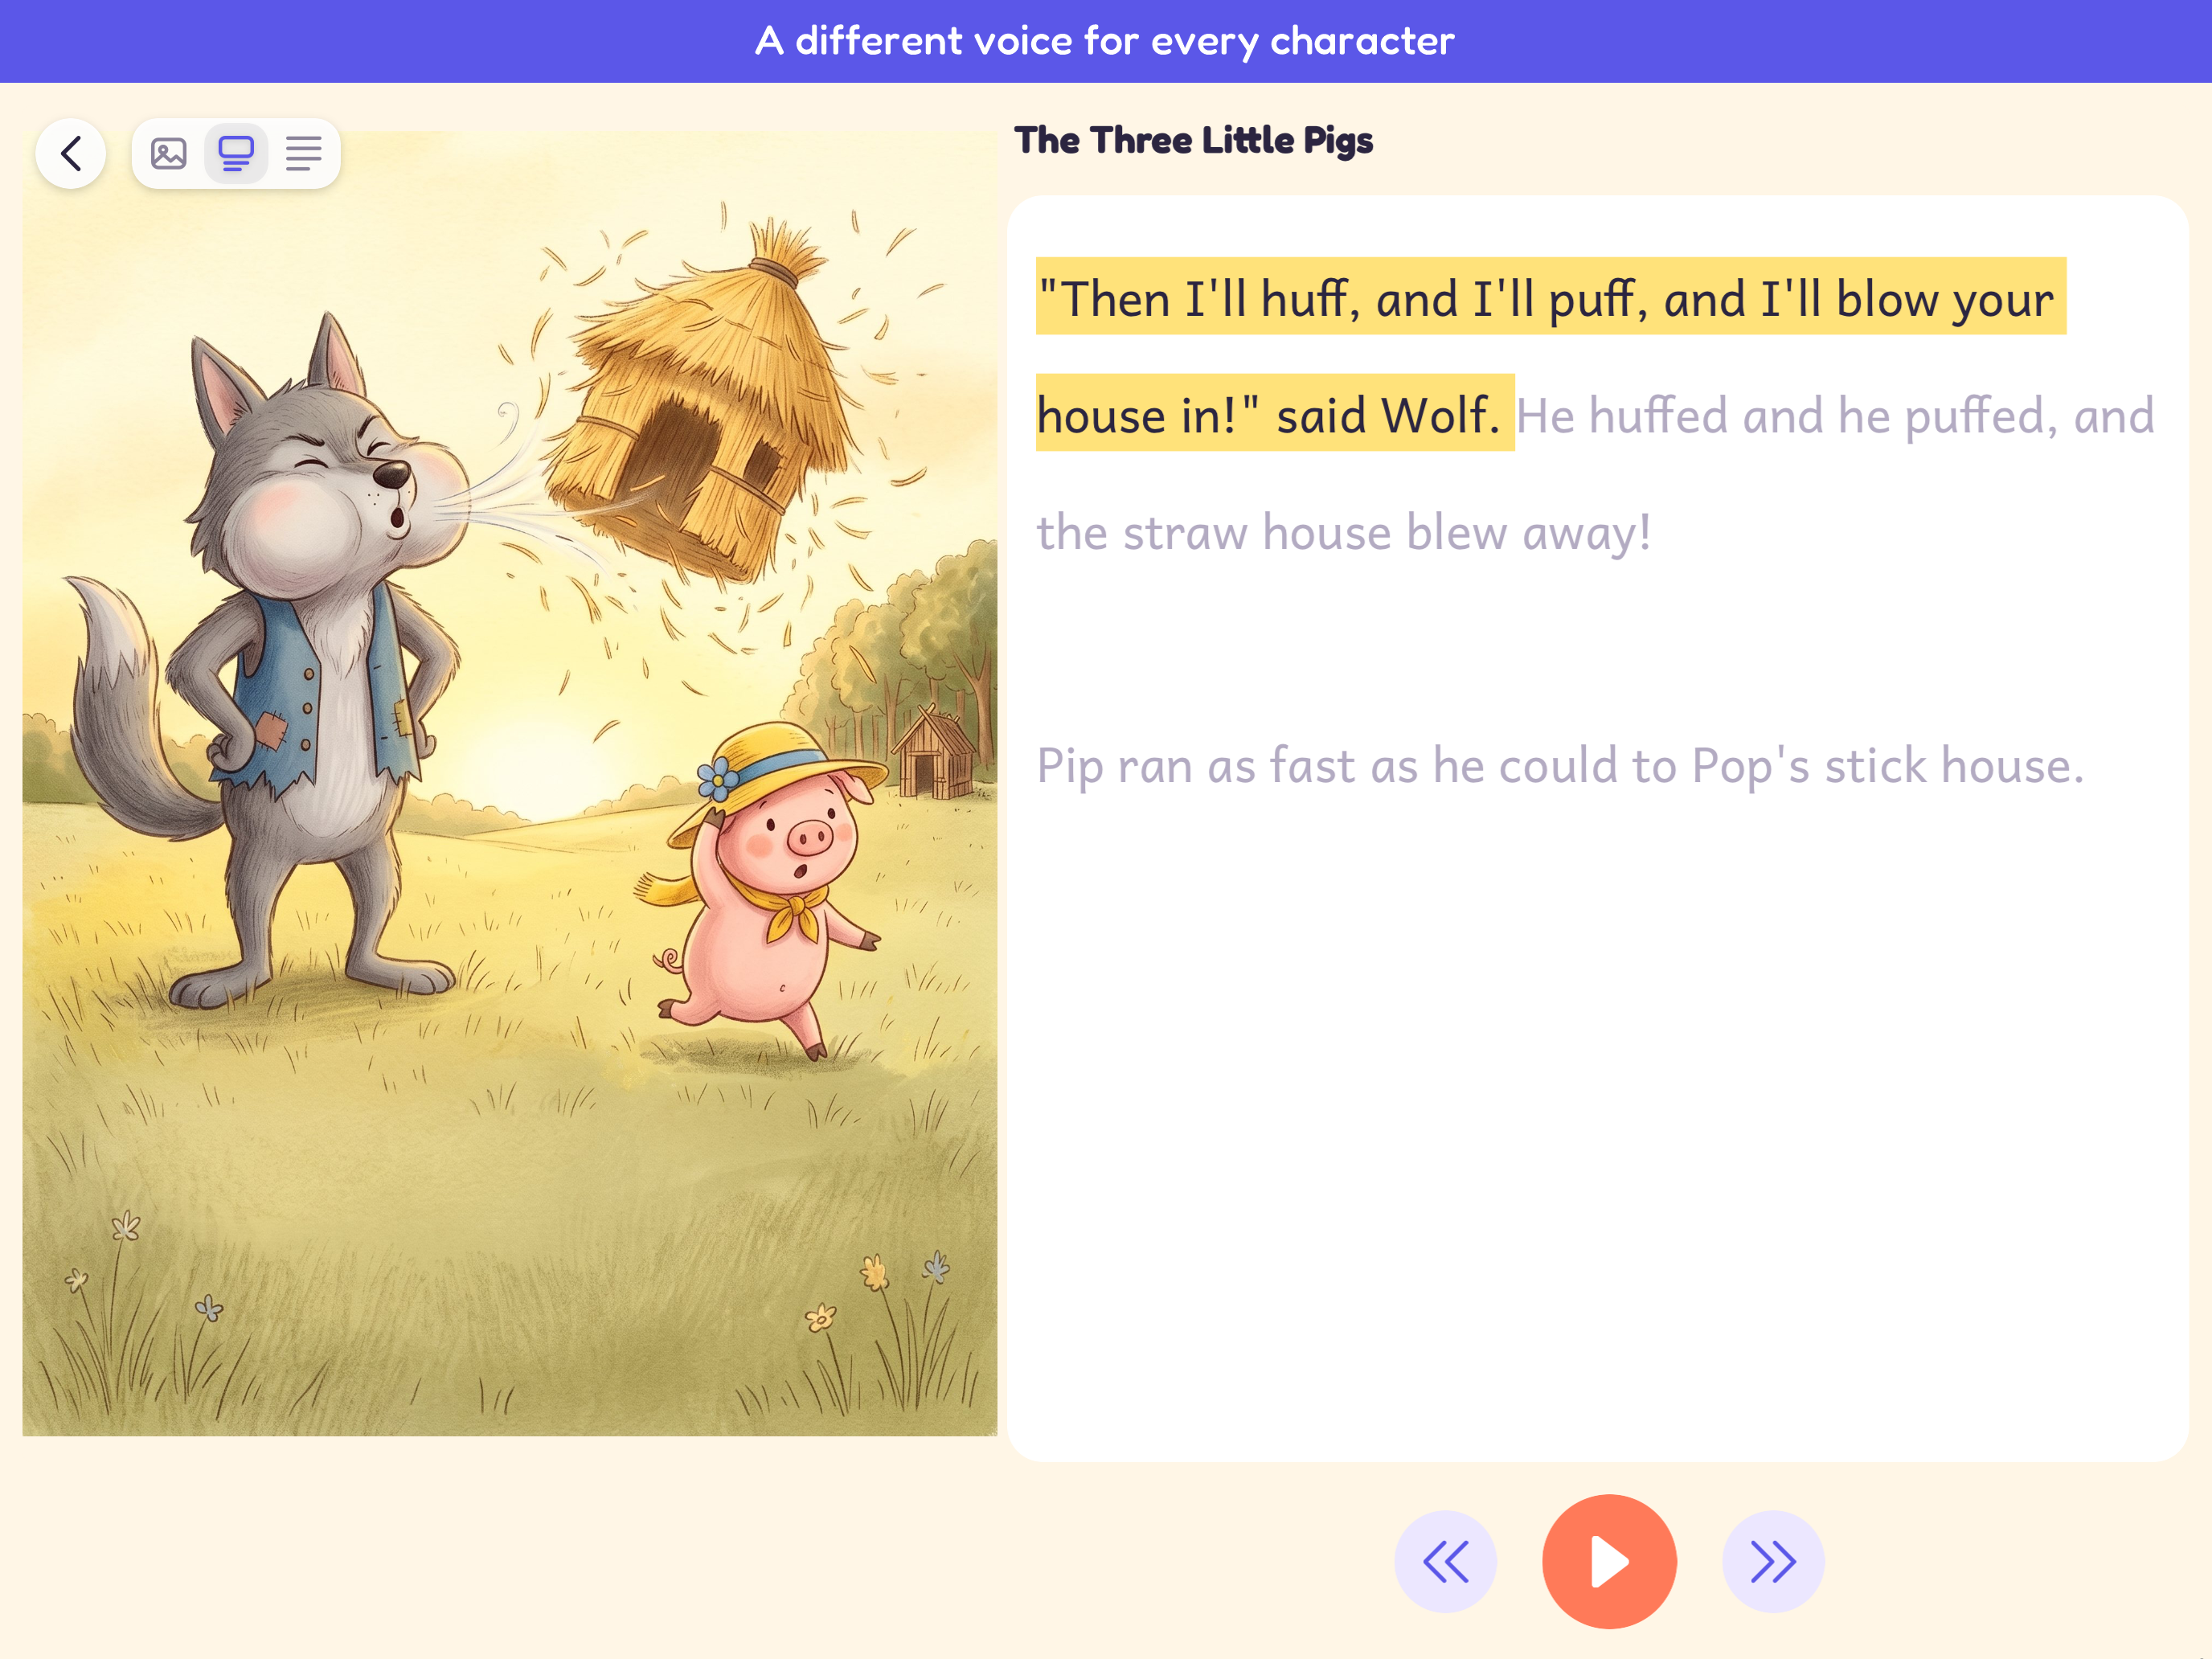 A different voice for every character
The Three Little Pigs
"Then I'll huff, and I'll puff, and I'll blow your
house in!" said Wolf. He huffed and he puffed, and
the straw house blew away!
Pip ran as fast as he could to Pop's stick house.